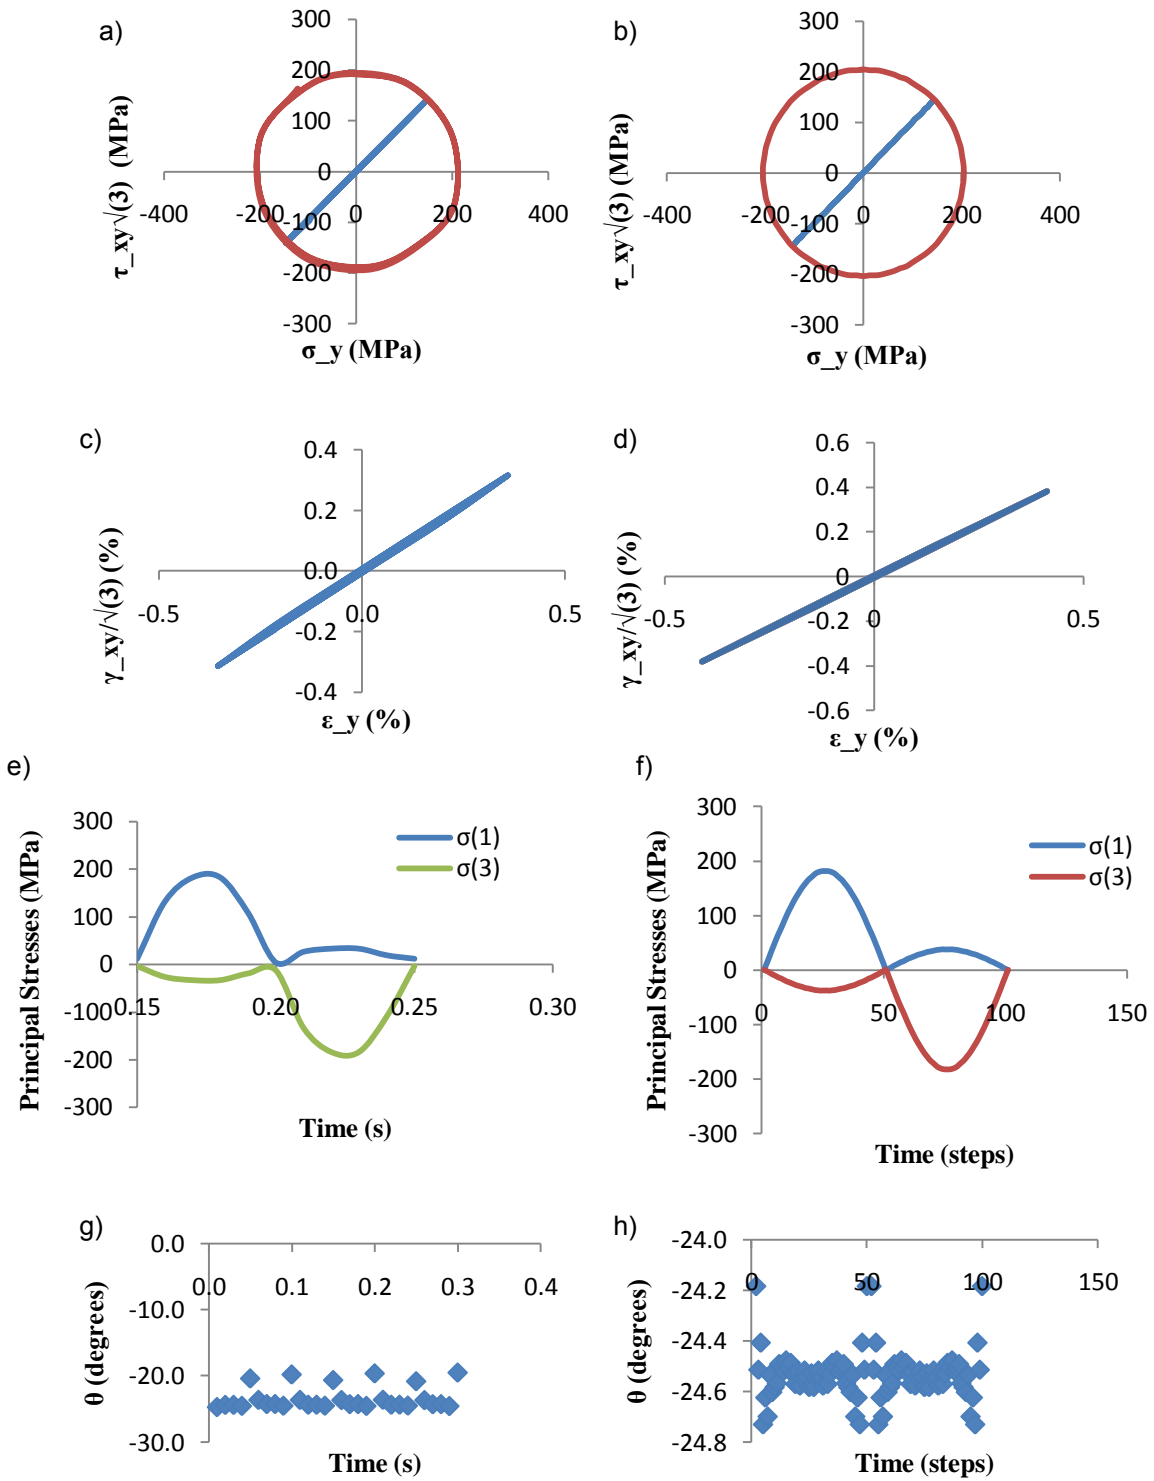 a)
300
200
100
0
-100
-200
-300
-400
-200
0
200
400
τ_xy√(3) (MPa)
σ_y (MPa)
b)
300
200
100
0
-100
-200
-300
-400
-200
0
200
400
τ_xy√(3) (MPa)
σ_y (MPa)
c)
0.4
0.2
0.0
-0.2
-0.4
-0.5
0.0
0.5
γ_xy/√(3) (%)
ε_y (%)
d)
0.6
0.4
0.2
0
-0.2
-0.4
-0.6
-0.5
0
0.5
γ_xy/√(3) (%)
ε_y (%)
e)
300
200
100
0
-100
-200
-300
0.15
0.20
0.25
0.30
σ(1)
σ(3)
Principal Stresses (MPa)
Time (s)
f)
300
200
100
0
-100
-200
-300
0
50
100
150
σ(1)
σ(3)
Principal Stresses (MPa)
Time (steps)
g)
0.0
-10.0
-20.0
-30.0
0.0
0.1
0.2
0.3
0.4
θ (degrees)
Time (s)
h)
-24.0
-24.2
-24.4
-24.6
-24.8
0
50
100
150
θ (degrees)
Time (steps)